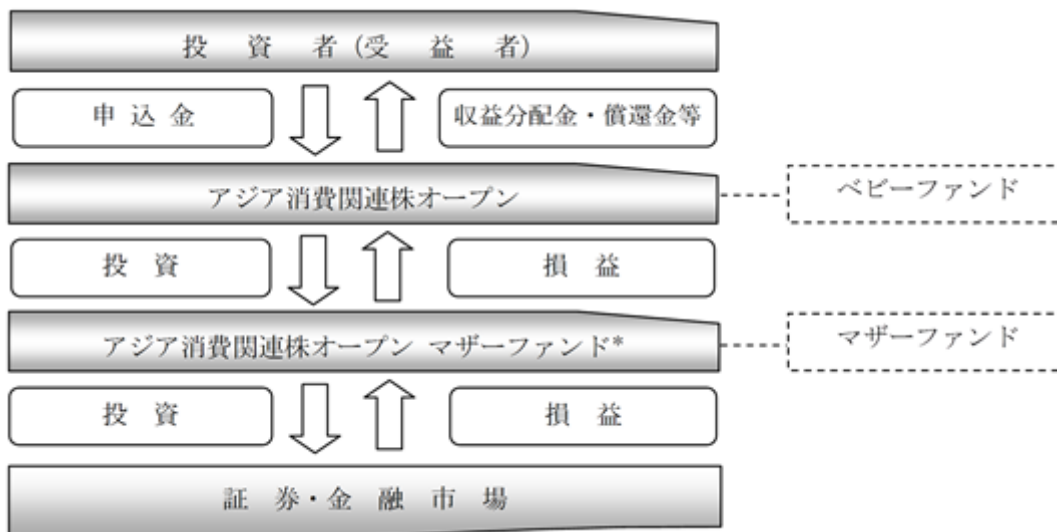 投資者(受益者)
申込金
収益分配金・償還金等
アジア消費関連株オープン
ベビーファンド
投資
損益
アジア消費関連株オープン マザーファンド*
マザーファンド
投資
損益
証券・金融市場